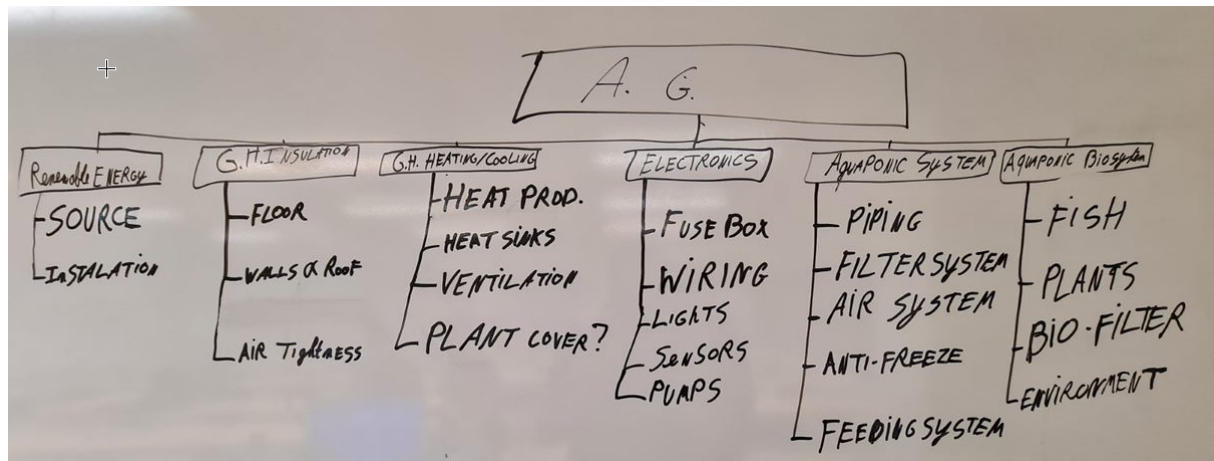 A. G.
Renewable ENERGY
SOURCE
INSTALATION
G.H. INSULATION
FLOOR
WALLS & ROOF
AIR TIGHTNESS
G.H. HEATING/COOLING
HEAT PROD.
HEAT SINKS
VENTILATION
PLANT COVER?
ELECTRONICS
FUSE BOX
WIRING
LIGHTS
SENSORS
PUMPS
AQUAPONIC SYSTEM
PIPING
FILTER SYSTEM
AIR SYSTEM
ANTI-FREEZE
FEEDING SYSTEM
AQUAPONIC Biosystem
FISH
PLANTS
BIO-FILTER
ENVIRONMENT